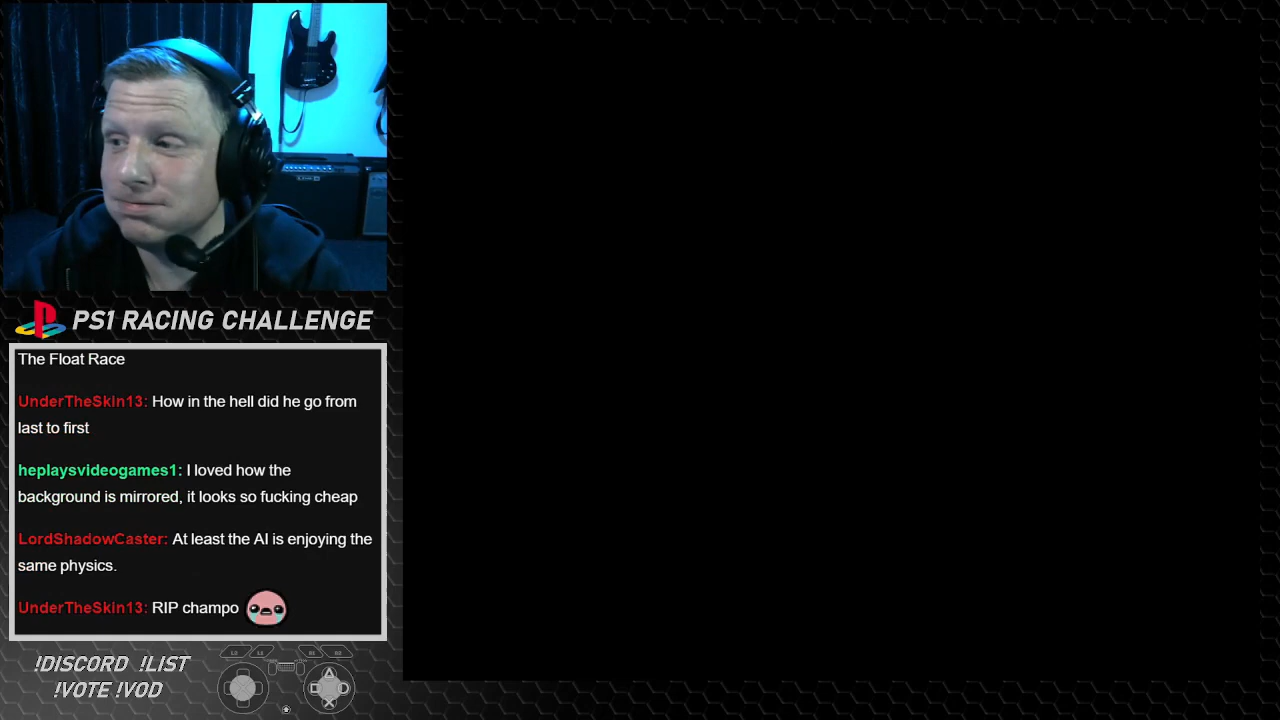 PS1 RACING CHALLENGE
The Float Race
UnderTheSkin13: How in the hell did he go from
last to first
heplaysvideogames1: I loved how the
background is mirrored, it looks so fucking cheap
LordShadowCaster: At least the AI is enjoying the
same physics.
UnderTheSkin13: RIP champo
!DISCORD !LIST
!VOTE !VOD